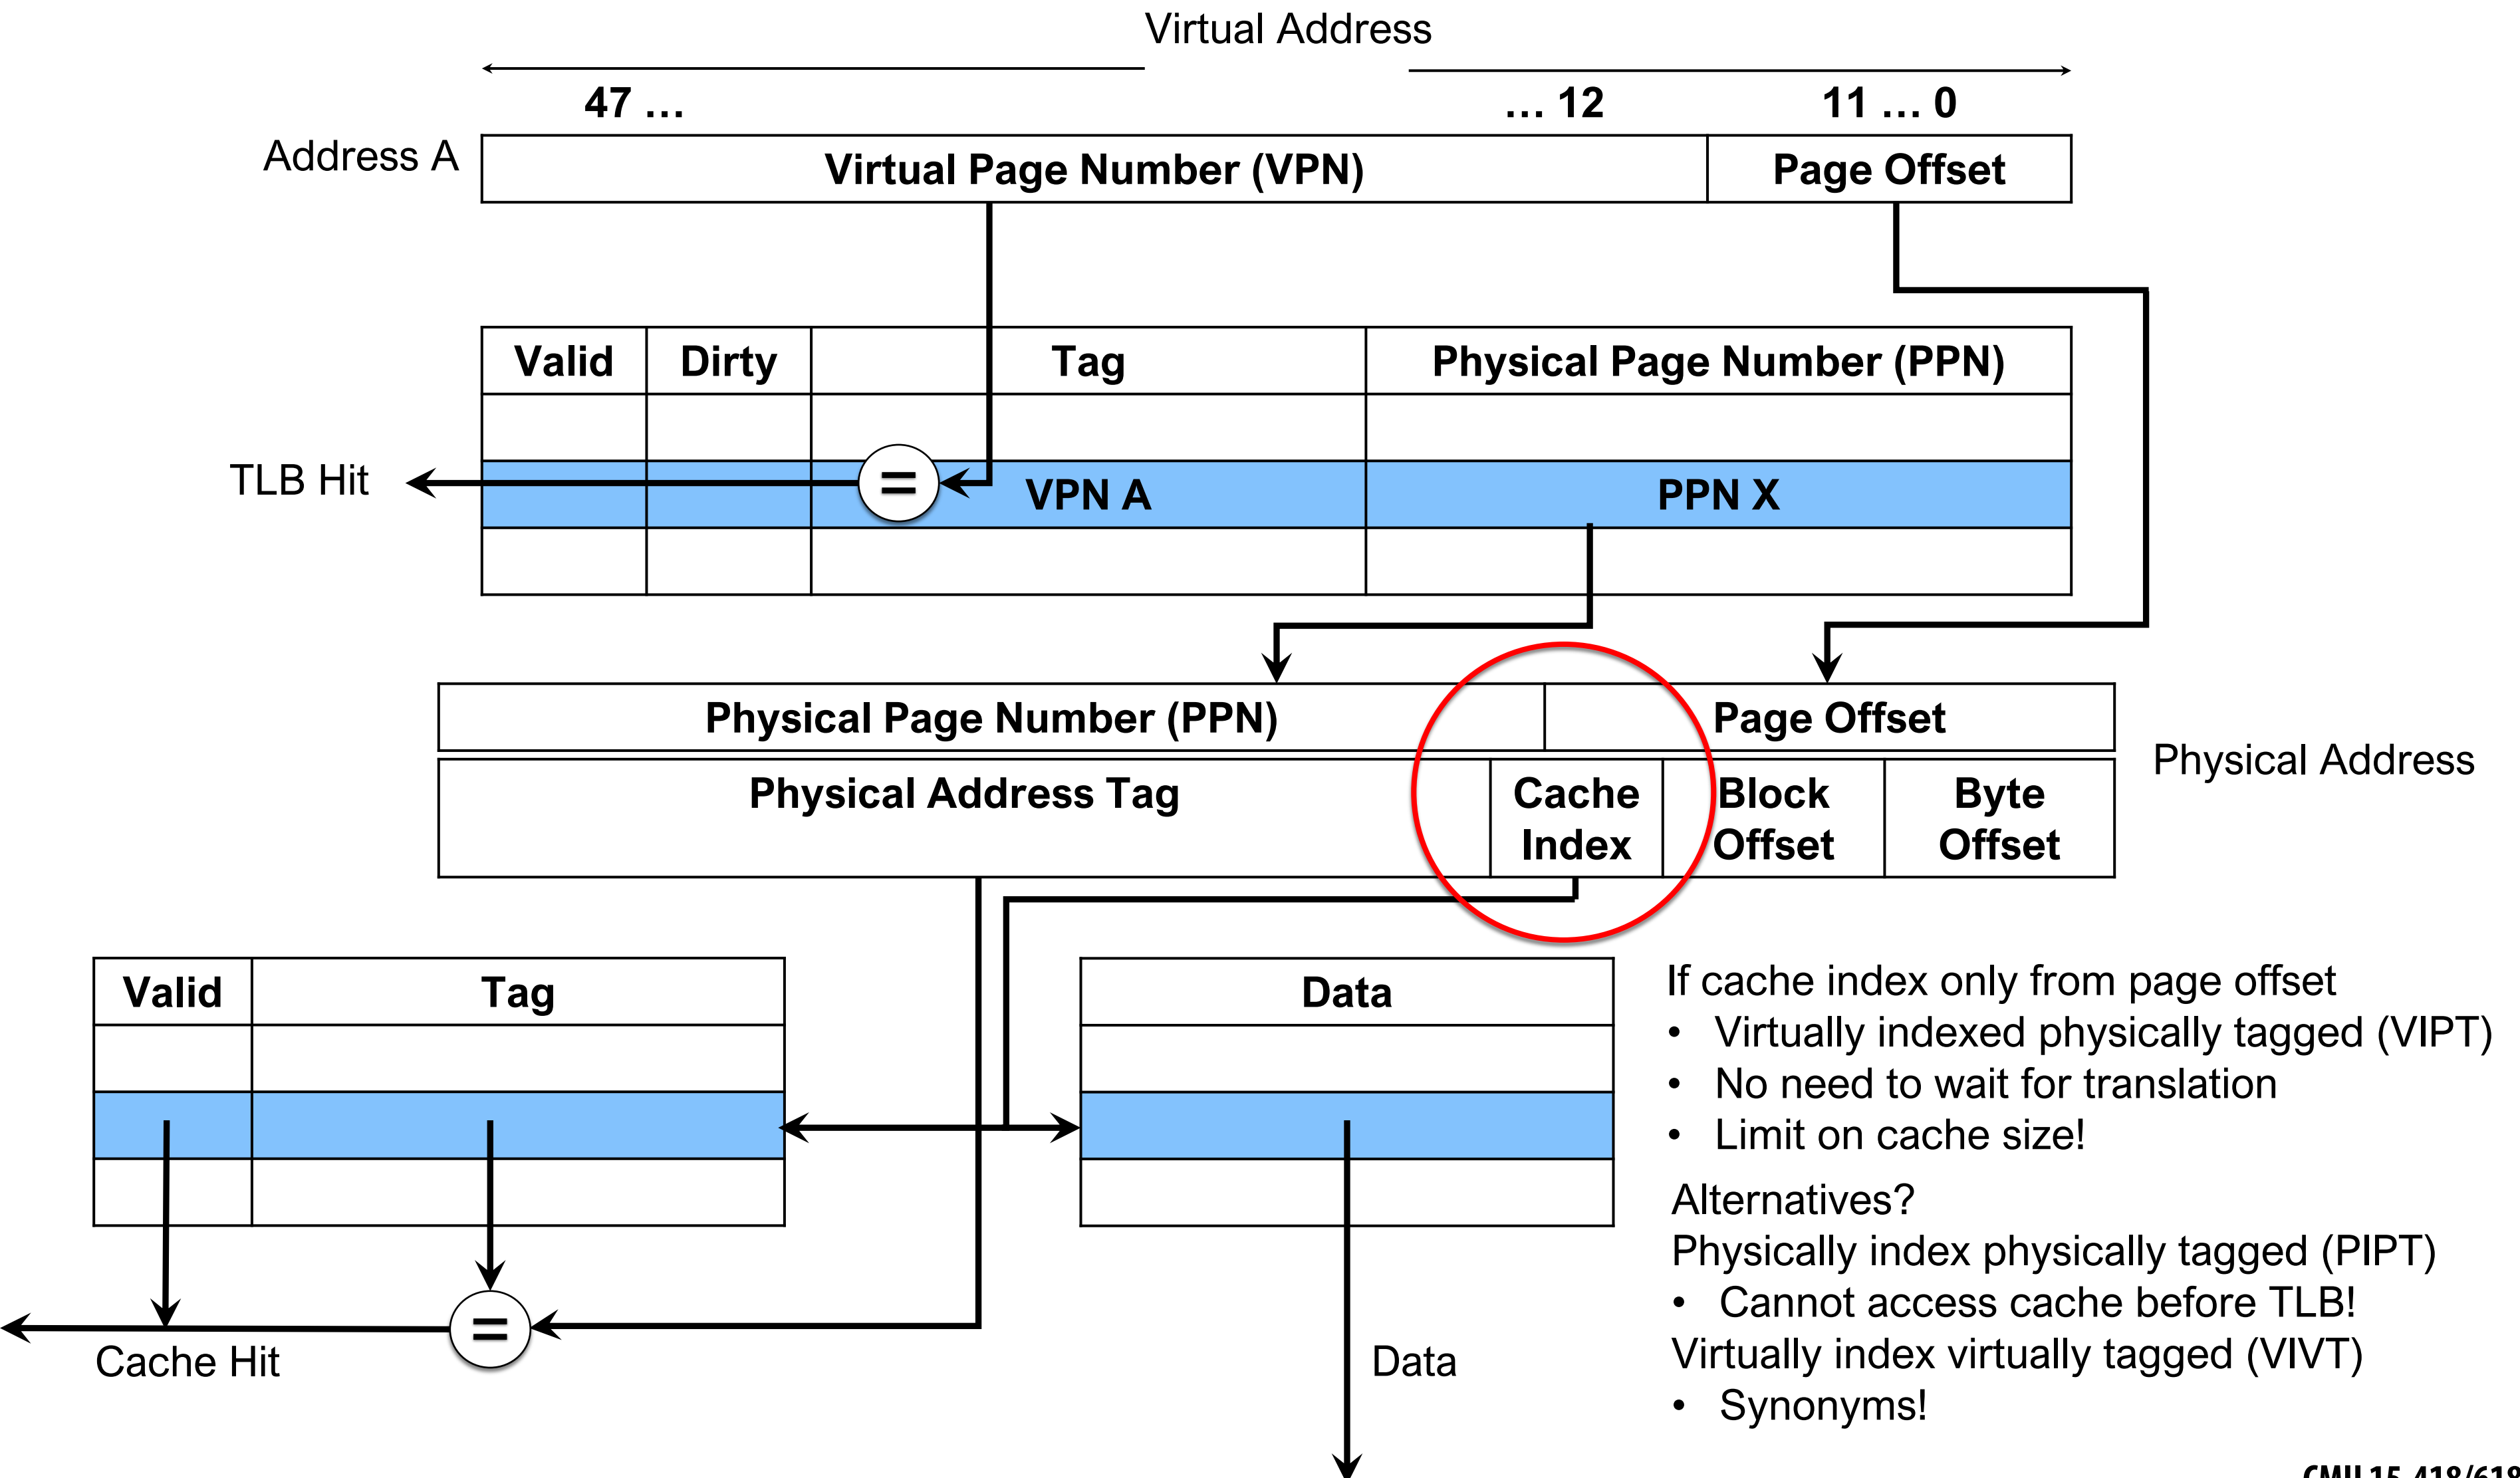 Virtual Address
47 ...
... 12
11 ... 0
Address A
Virtual Page Number (VPN)
Page Offset
Valid
Dirty
Tag
Physical Page Number (PPN)
TLB Hit
=
VPN A
PPN X
Physical Page Number (PPN)
Page Offset
Physical Address Tag
Cache
Index
Block
Offset
Byte
Offset
Physical Address
Valid
Tag
Data
=
Cache Hit
Data
If cache index only from page offset
• Virtually indexed physically tagged (VIPT)
• No need to wait for translation
• Limit on cache size!
Alternatives?
Physically index physically tagged (PIPT)
• Cannot access cache before TLB!
Virtually index virtually tagged (VIVT)
• Synonyms!
CMU 15-418/618